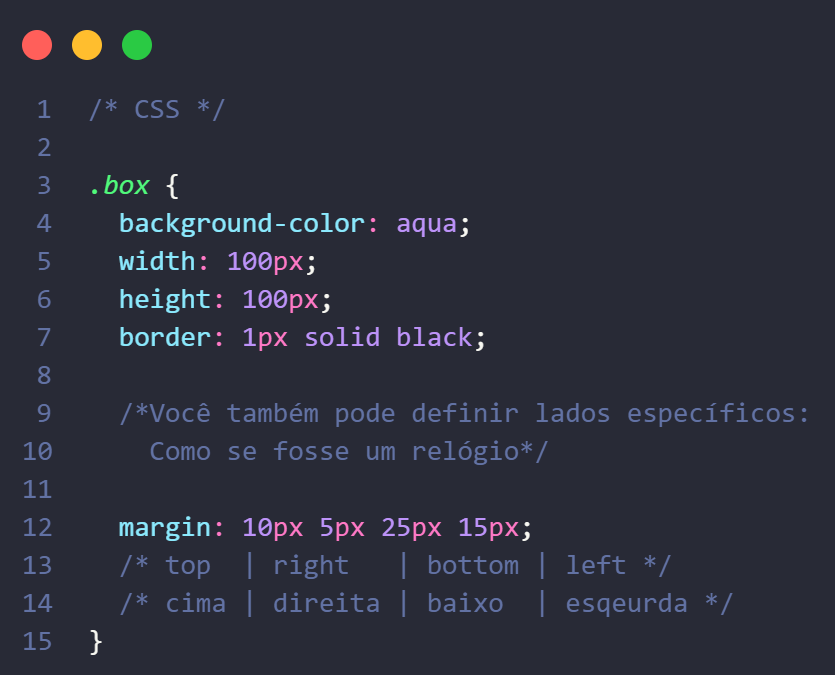 1 /* CSS */
2
3 .box {
4 background-color: aqua;
5 width: 100px;
6 height: 100px;
7 border: 1px solid black;
8
9 /*Você também pode definir lados específicos:
10 Como se fosse um relógio*/
11
12 margin: 10px 5px 25px 15px;
13 /* top | right | bottom | left */
14 /* cima | direita | baixo | esqeurda */
15 }